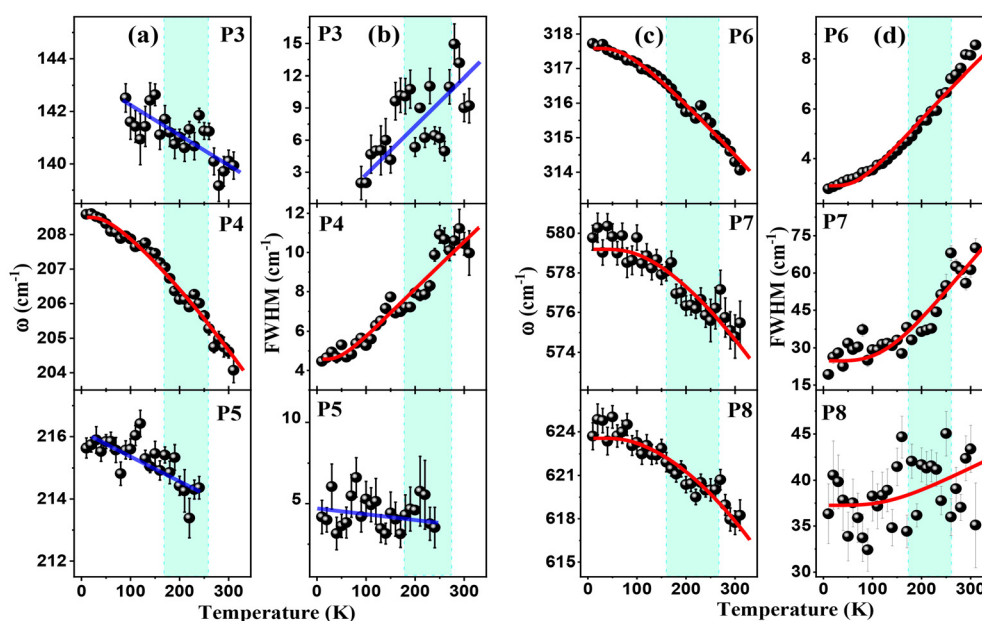 (a) P3
144
142
140
P4
208
206
204
P5
216
214
212
ω (cm⁻¹)
0 100 200 300
Temperature (K)
P3 (b)
15
12
9
6
3
P4
12
10
8
6
4
P5
10
5
FWHM (cm⁻¹)
0 100 200 300
(c) P6
318
317
316
315
314
P7
580
578
576
574
P8
624
621
618
615
ω (cm⁻¹)
0 100 200 300
Temperature (K)
P6 (d)
8
6
4
P7
75
60
45
30
15
P8
45
40
35
30
FWHM (cm⁻¹)
0 100 200 300